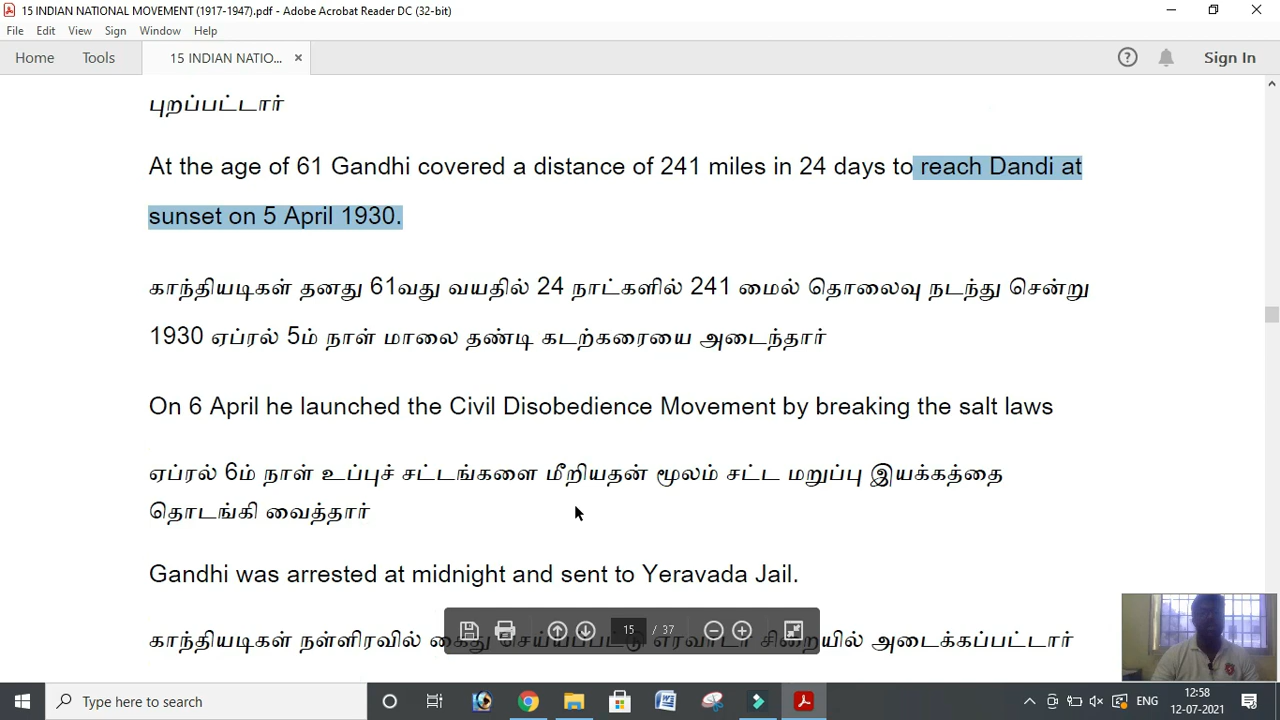 15 INDIAN NATIONAL MOVEMENT (1917-1947).pdf - Adobe Acrobat Reader DC (32-bit)
File Edit View Sign Window Help
Home Tools 15 INDIAN NATIO... × Sign In
புறப்பட்டார்
At the age of 61 Gandhi covered a distance of 241 miles in 24 days to reach Dandi at
sunset on 5 April 1930.
காந்தியடிகள் தனது 61வது வயதில் 24 நாட்களில் 241 மைல் தொலைவு நடந்து சென்று
1930 ஏப்ரல் 5ம் நாள் மாலை தண்டி கடற்கரையை அடைந்தார்
On 6 April he launched the Civil Disobedience Movement by breaking the salt laws
ஏப்ரல் 6ம் நாள் உப்புச் சட்டங்களை மீறியதன் மூலம் சட்ட மறுப்பு இயக்கத்தை
தொடங்கி வைத்தார்
Gandhi was arrested at midnight and sent to Yeravada Jail.
15 / 37
காந்தியடிகள் நள்ளிரவில் கைது செய்யப்பட்டு எரவாடா சிறையில் அடைக்கப்பட்டார்
Type here to search
ENG
12:58
12-07-2021